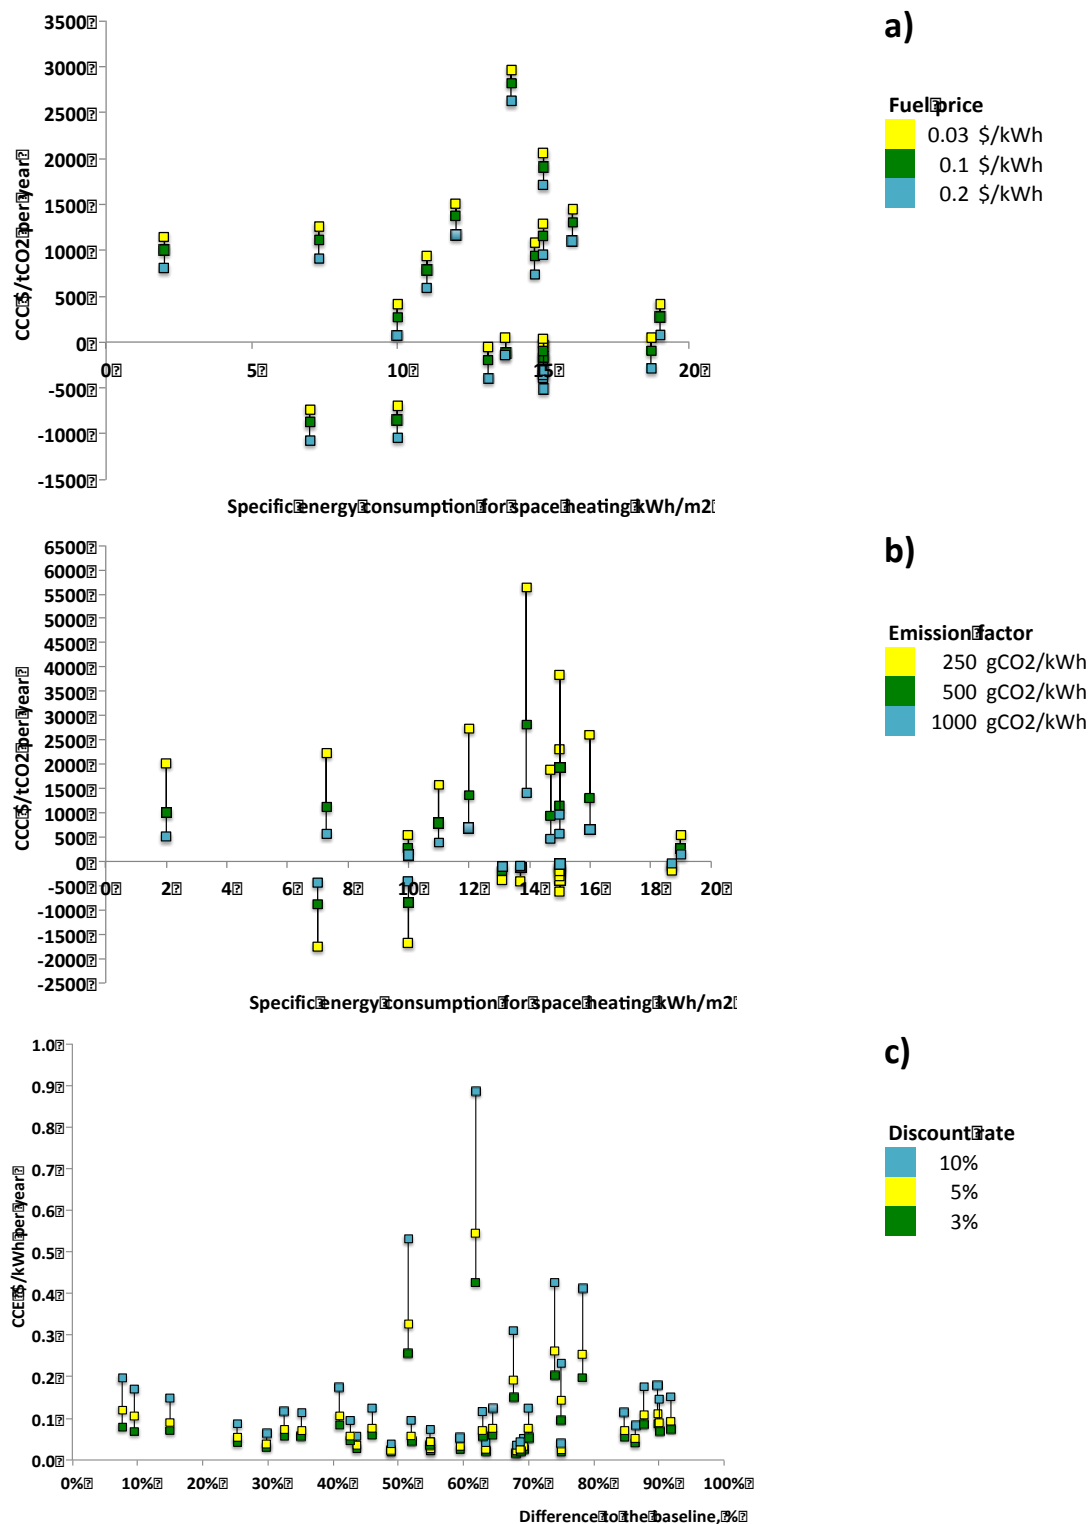 a)
3500
3000
2500
2000
1500
1000
500
0
-500
-1000
-1500
0 5 10 15 20
CCC $/tCO2 per year
Specific energy consumption for space heating kWh/m2
Fuel price
0.03 $/kWh
0.1 $/kWh
0.2 $/kWh
b)
6500
6000
5500
5000
4500
4000
3500
3000
2500
2000
1500
1000
500
0
-500
-1000
-1500
-2000
-2500
0 2 4 6 8 10 12 14 16 18 20
CCC $/tCO2 per year
Specific energy consumption for space heating kWh/m2
Emission factor
250 gCO2/kWh
500 gCO2/kWh
1000 gCO2/kWh
c)
1.0
0.9
0.8
0.7
0.6
0.5
0.4
0.3
0.2
0.1
0.0
0% 10% 20% 30% 40% 50% 60% 70% 80% 90% 100%
CCE $/kWh per year
Difference to the baseline, %
Discount rate
10%
5%
3%